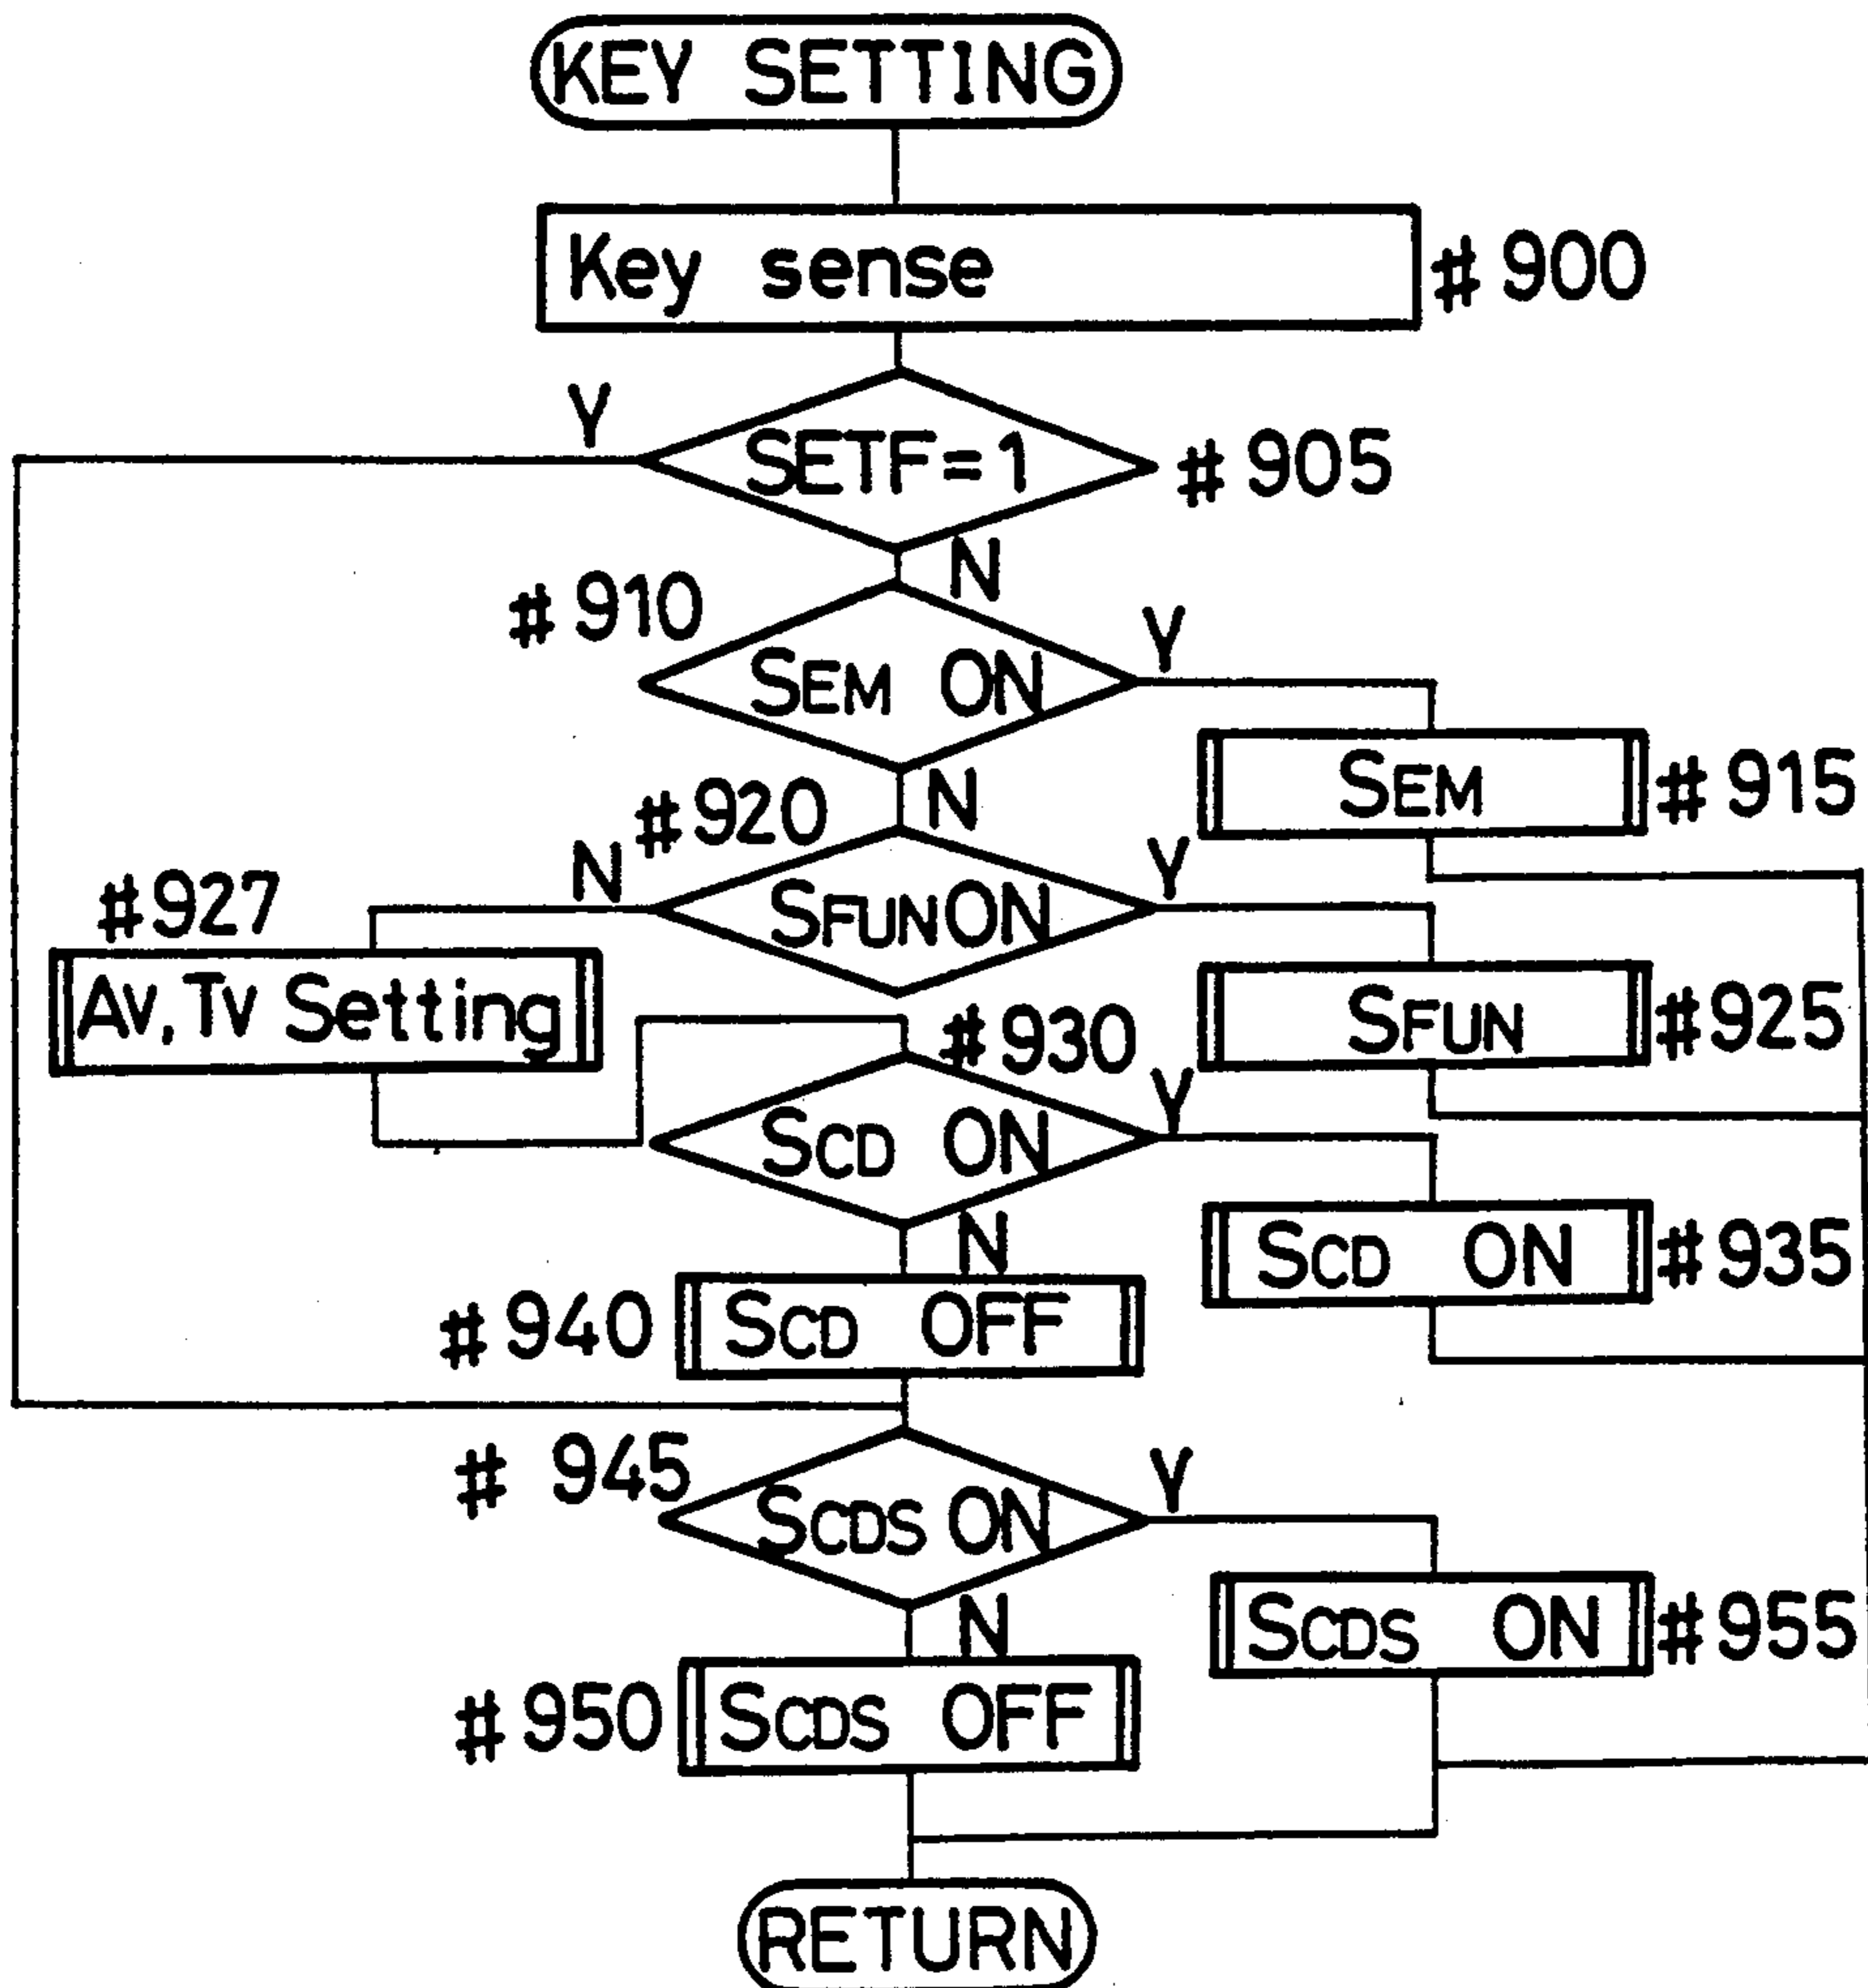 KEY SETTING
Key sense #900
Y
SETF=1 #905
N
#910
Y
SEM ON
SEM #915
N
#920
N
Y
SFUN ON
#927
AV, TV Setting
SFUN #925
#930
Y
SCD ON
N
SCD ON #935
#940 SCD OFF
# 945
Y
SCDS ON
N
SCDS ON #955
#950 SCDS OFF
RETURN